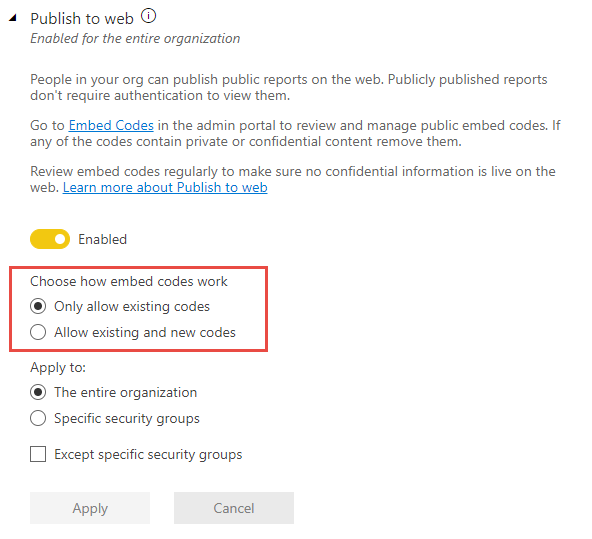 Publish to web
Enabled for the entire organization
People in your org can publish public reports on the web. Publicly published reports
don't require authentication to view them.
Go to Embed Codes in the admin portal to review and manage public embed codes. If
any of the codes contain private or confidential content remove them.
Review embed codes regularly to make sure no confidential information is live on the
web. Learn more about Publish to web
Enabled
Choose how embed codes work
Only allow existing codes
Allow existing and new codes
Apply to:
The entire organization
Specific security groups
Except specific security groups
Apply Cancel